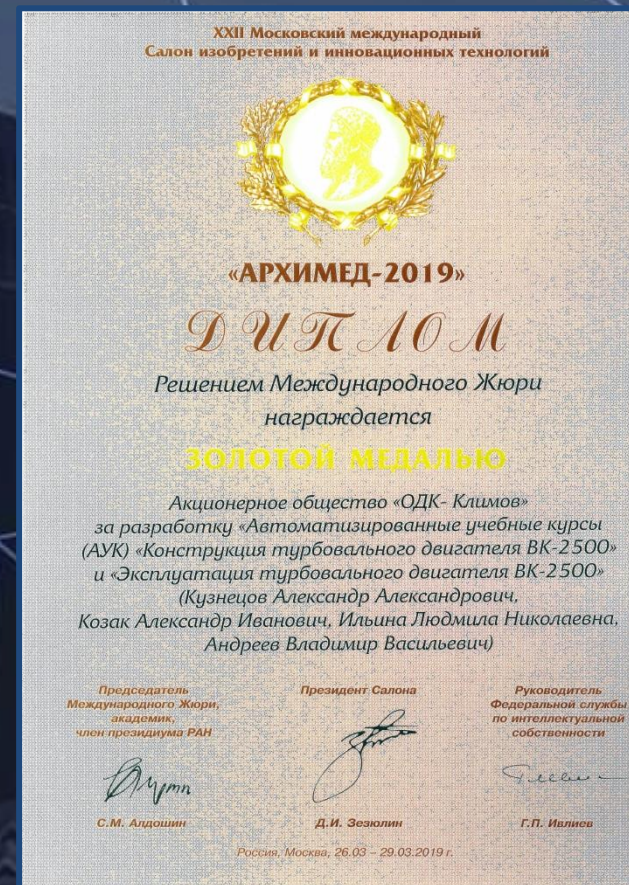 XXII Московский международный
Салон изобретений и инновационных технологий
«АРХИМЕД-2019»
ДИПЛОМ
Решением Международного Жюри
награждается
ЗОЛОТОЙ МЕДАЛЬЮ
Акционерное общество «ОДК- Климов»
за разработку «Автоматизированные учебные курсы
(АУК) «Конструкция турбовального двигателя ВК-2500»
и «Эксплуатация турбовального двигателя ВК-2500»
(Кузнецов Александр Александрович,
Козак Александр Иванович, Ильина Людмила Николаевна,
Андреев Владимир Васильевич)
Председатель
Международного Жюри,
академик,
член президиума РАН
С.М. Алдошин
Президент Салона
Д.И. Зезюлин
Руководитель
Федеральной службы
по интеллектуальной
собственности
Г.П. Ивлиев
Россия, Москва, 26.03 – 29.03.2019 г.